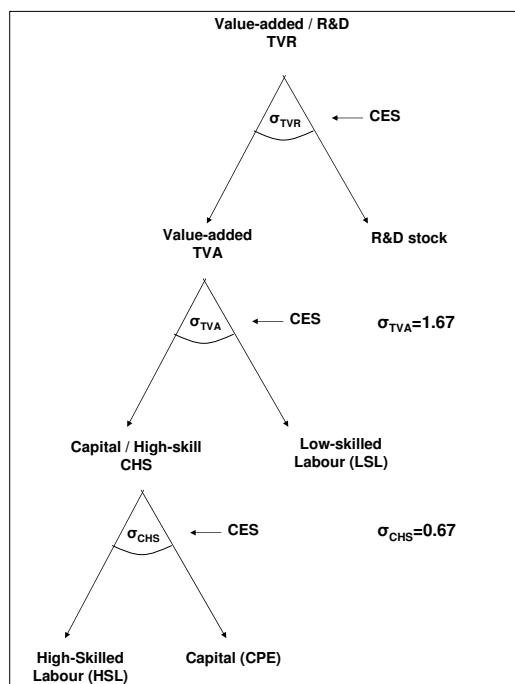 Value-added / R&D
TVR
σTVR
CES
Value-added
TVA
R&D stock
σTVA
CES
σTVA=1.67
Capital / High-skill
CHS
Low-skilled
Labour (LSL)
σCHS
CES
σCHS=0.67
High-Skilled
Labour (HSL)
Capital (CPE)